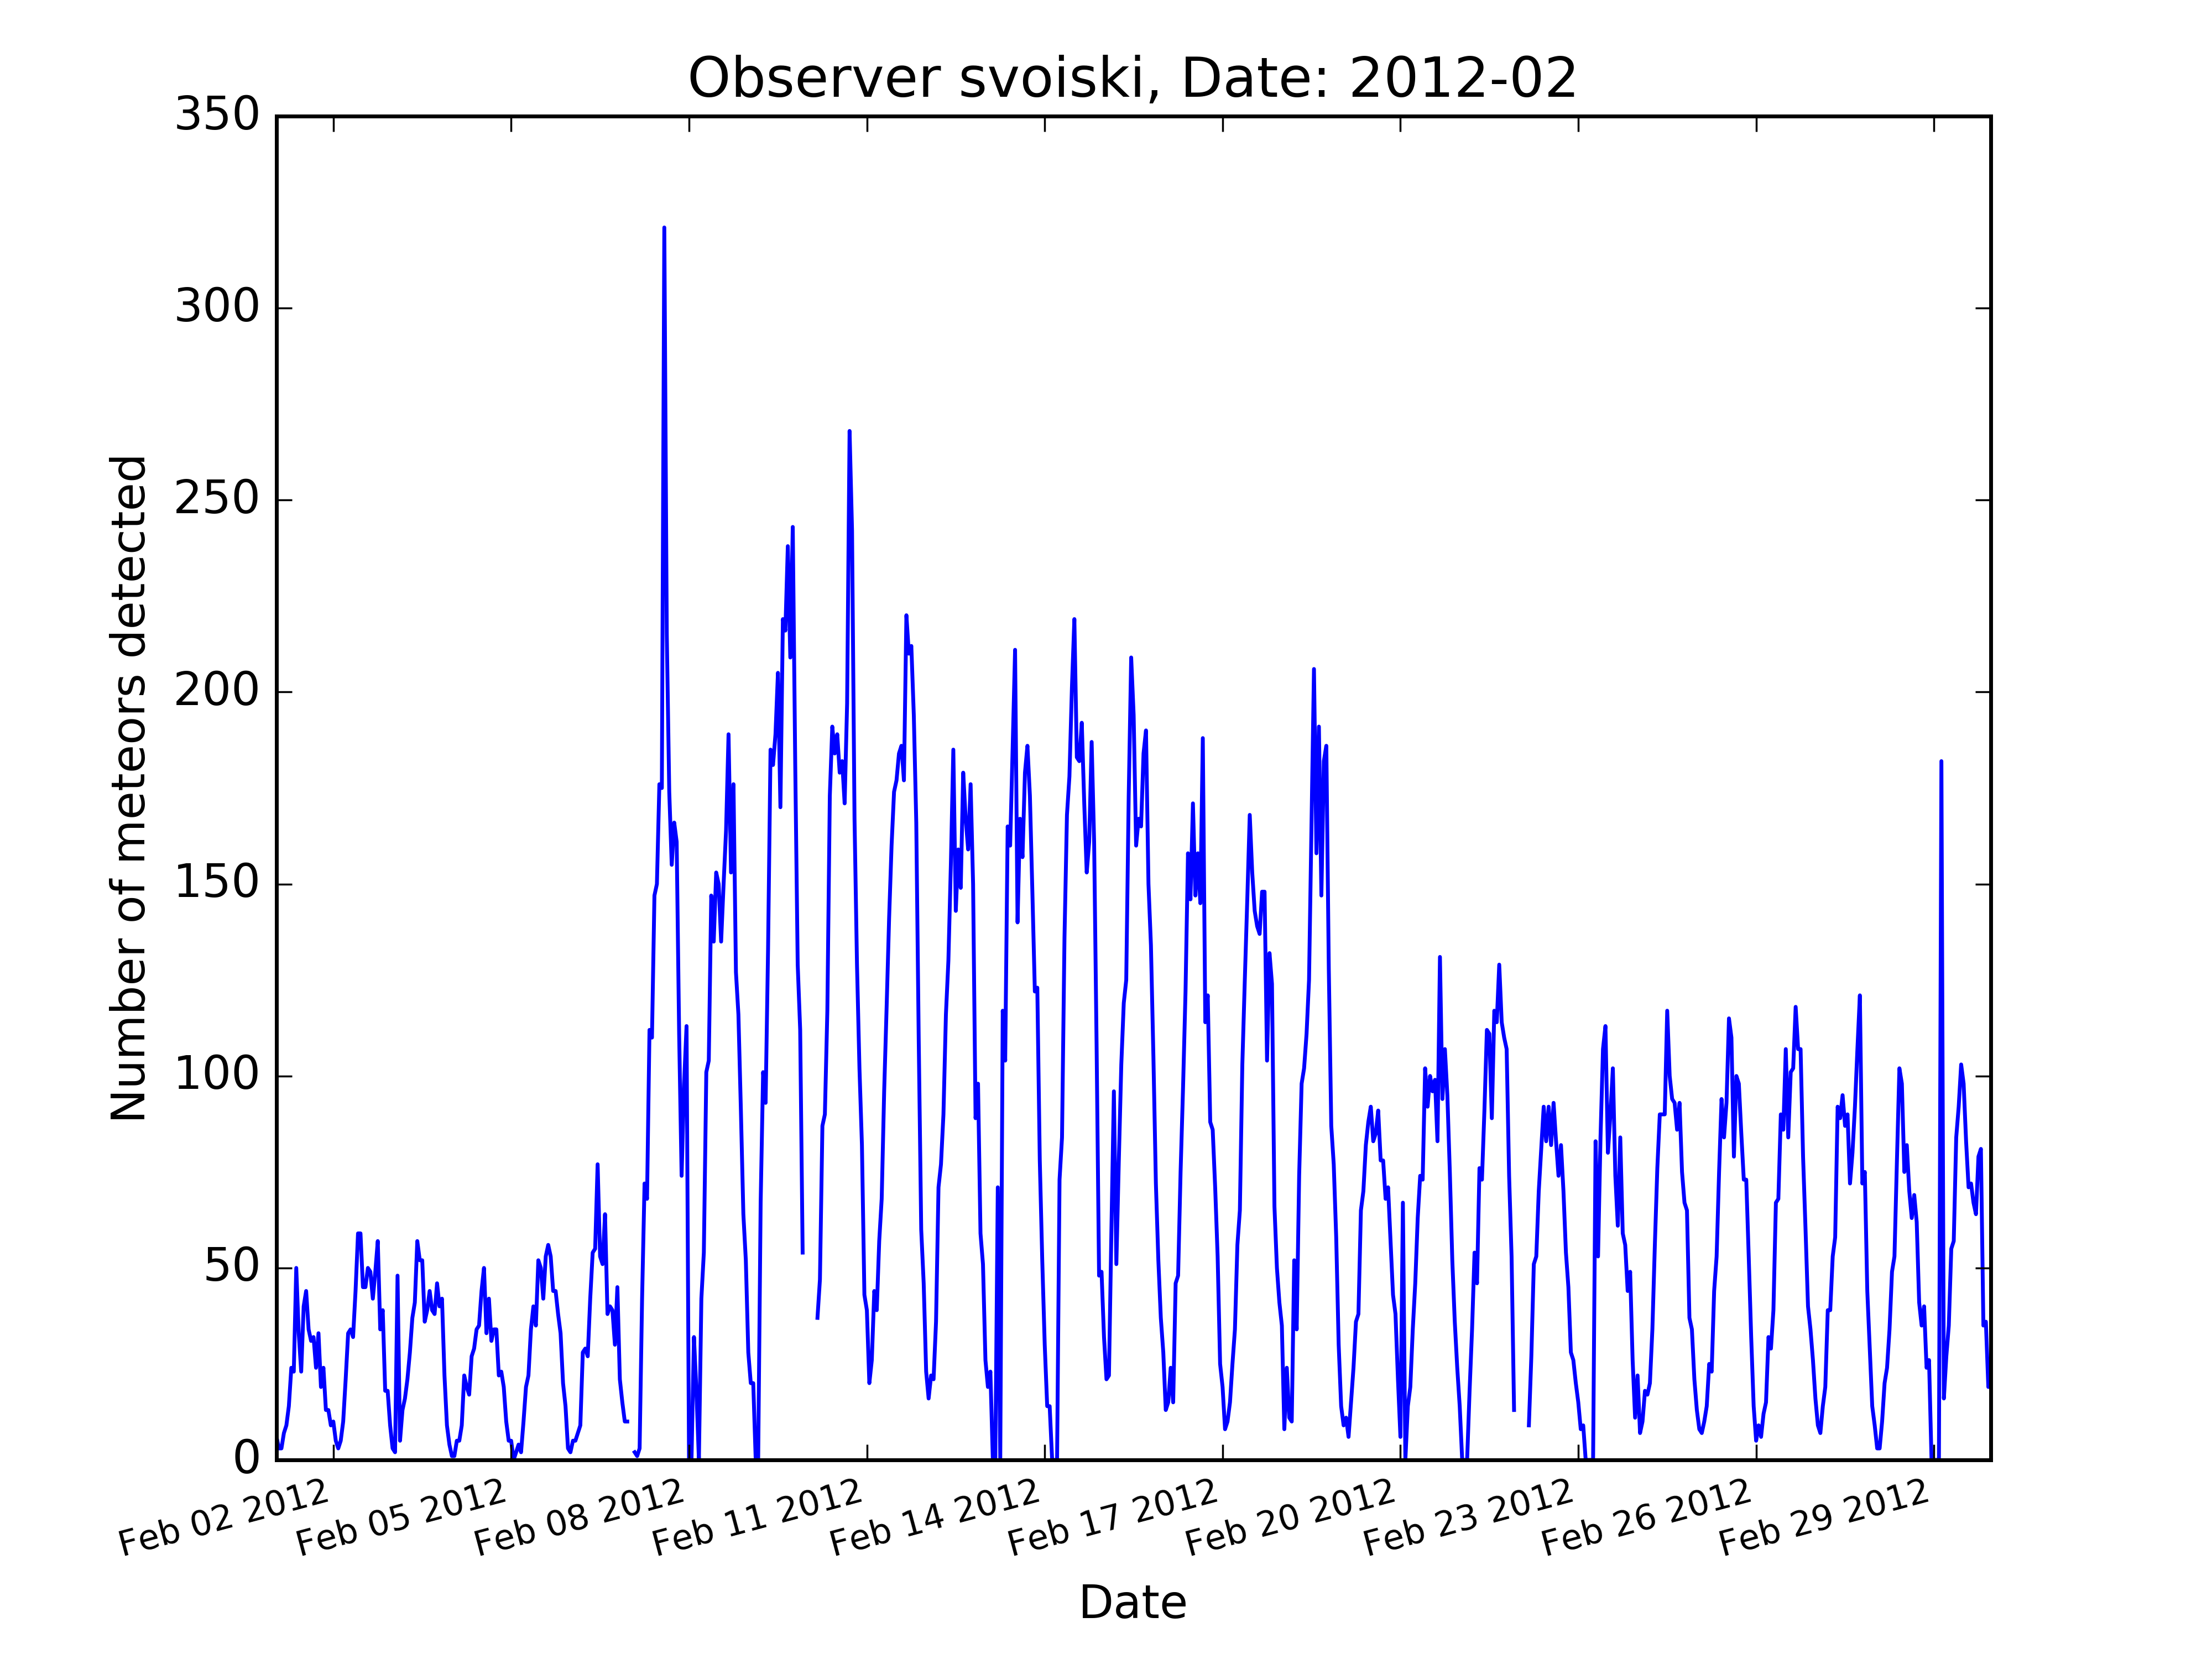 Observer svoiski, Date: 2012-02
350
300
250
200
150
100
50
0
Number of meteors detected
Feb 02 2012
Feb 05 2012
Feb 08 2012
Feb 11 2012
Feb 14 2012
Feb 17 2012
Feb 20 2012
Feb 23 2012
Feb 26 2012
Feb 29 2012
Date